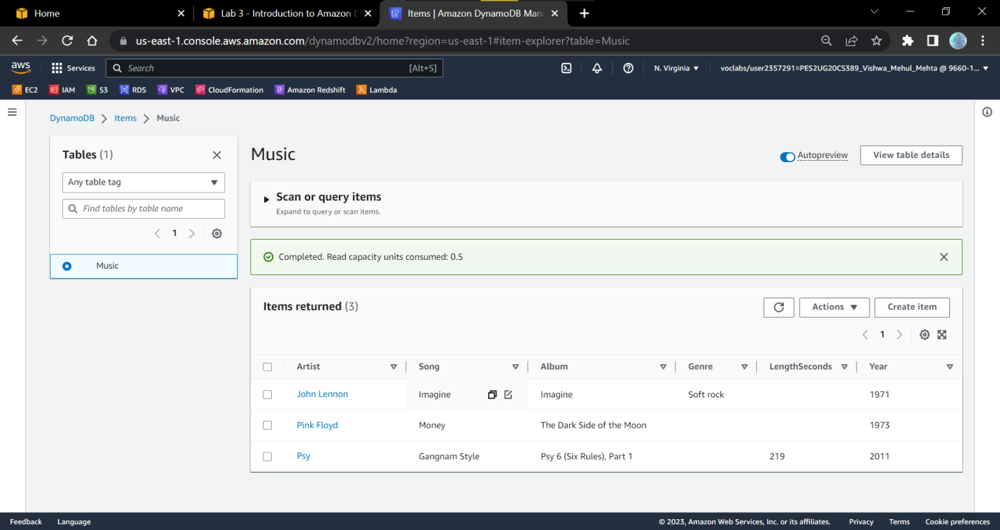 Home
Lab 3 - Introduction to Amazon D
Items | Amazon DynamoDB Mana
us-east-1.console.aws.amazon.com/dynamodbv2/home?region=us-east-1#item-explorer?table=Music
aws
Services
Search
[Alt+S]
N. Virginia
voclabs/user2357291=PES2UG20CS389_Vishwa_Mehul_Mehta @ 9660-1...
EC2
IAM
S3
RDS
VPC
CloudFormation
Amazon Redshift
Lambda
DynamoDB > Items > Music
Tables (1)
Any table tag
Find tables by table name
1
Music
Music
Autopreview
View table details
Scan or query items
Expand to query or scan items.
Completed. Read capacity units consumed: 0.5
Items returned (3)
Actions
Create item
1
Artist Song Album Genre LengthSeconds Year
John Lennon Imagine Imagine Soft rock 1971
Pink Floyd Money The Dark Side of the Moon 1973
Psy Gangnam Style Psy 6 (Six Rules), Part 1 219 2011
Feedback Language © 2023, Amazon Web Services, Inc. or its affiliates. Privacy Terms Cookie preferences